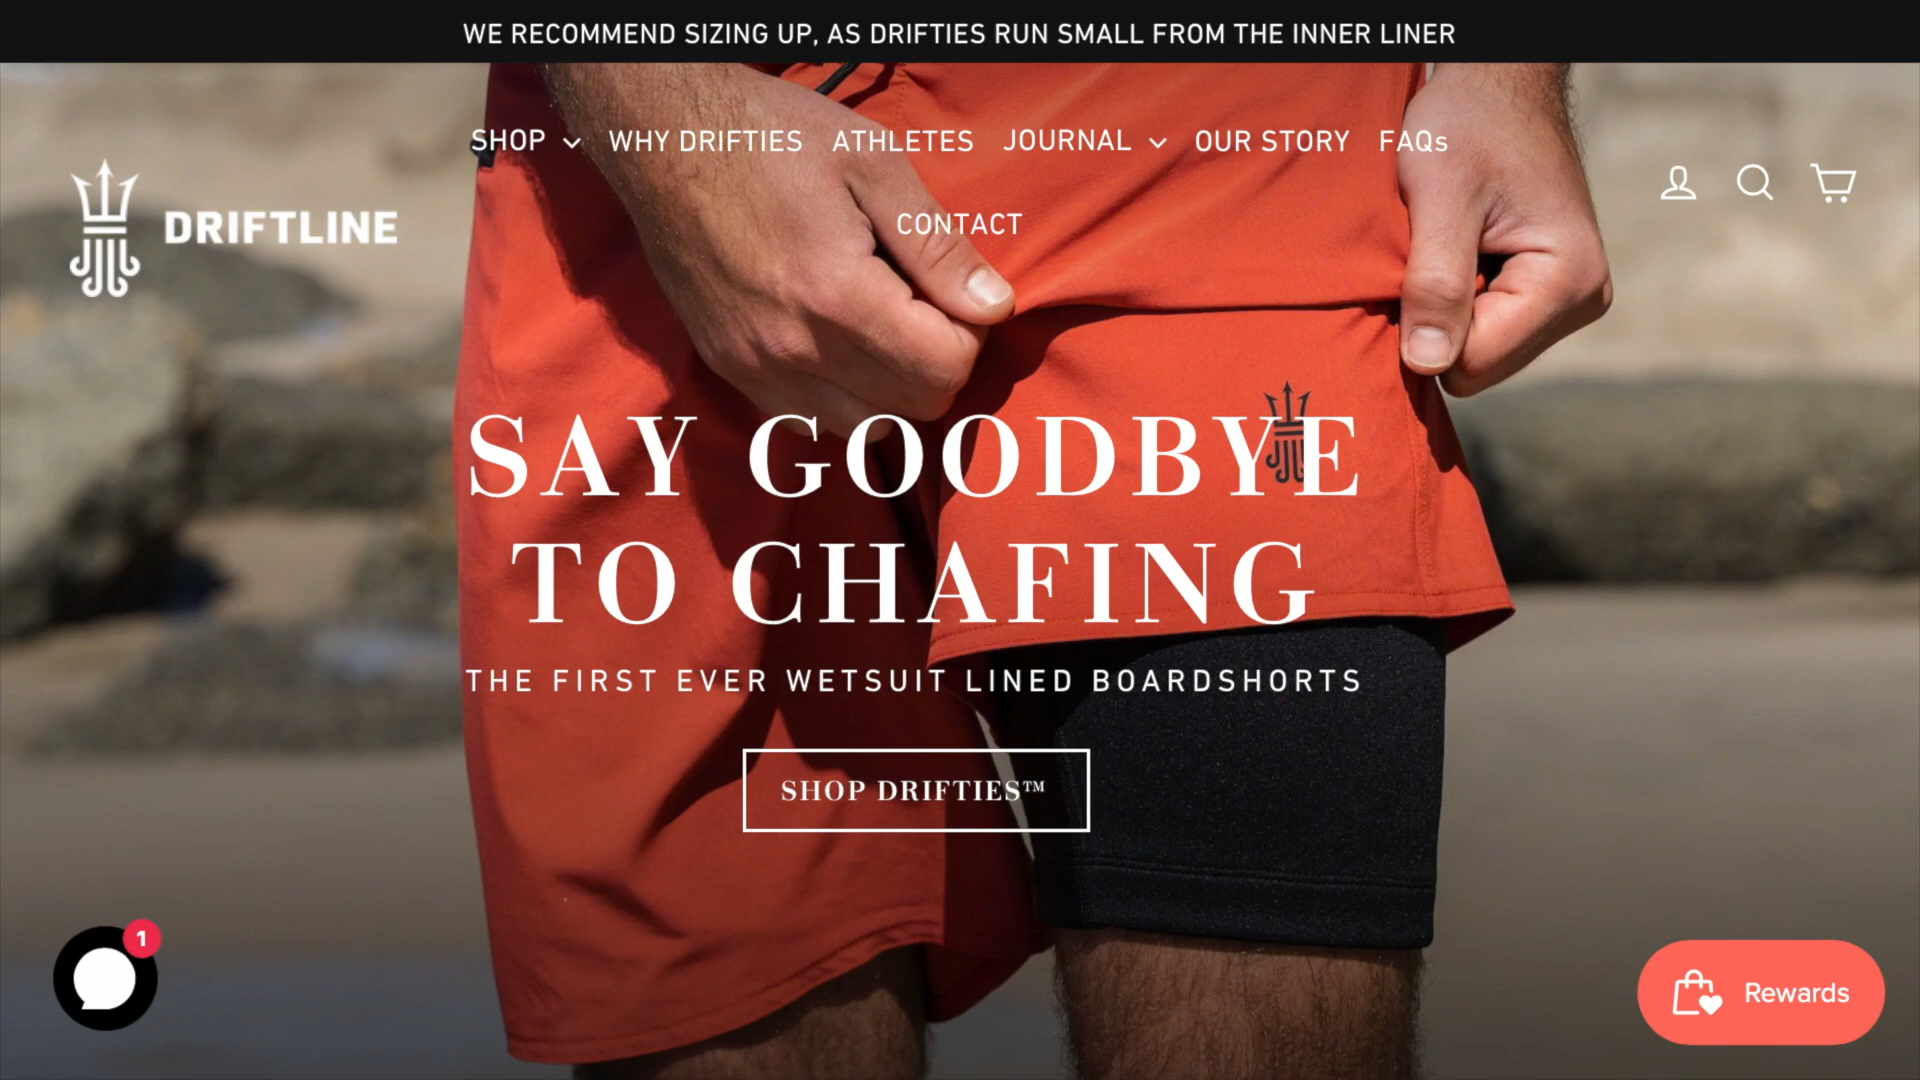 WE RECOMMEND SIZING UP, AS DRIFTIES RUN SMALL FROM THE INNER LINER
SHOP WHY DRIFTIES ATHLETES JOURNAL OUR STORY FAQs
CONTACT
DRIFTLINE
SAY GOODBYE
TO CHAFING
THE FIRST EVER WETSUIT LINED BOARDSHORTS
SHOP DRIFTIES™
1
Rewards